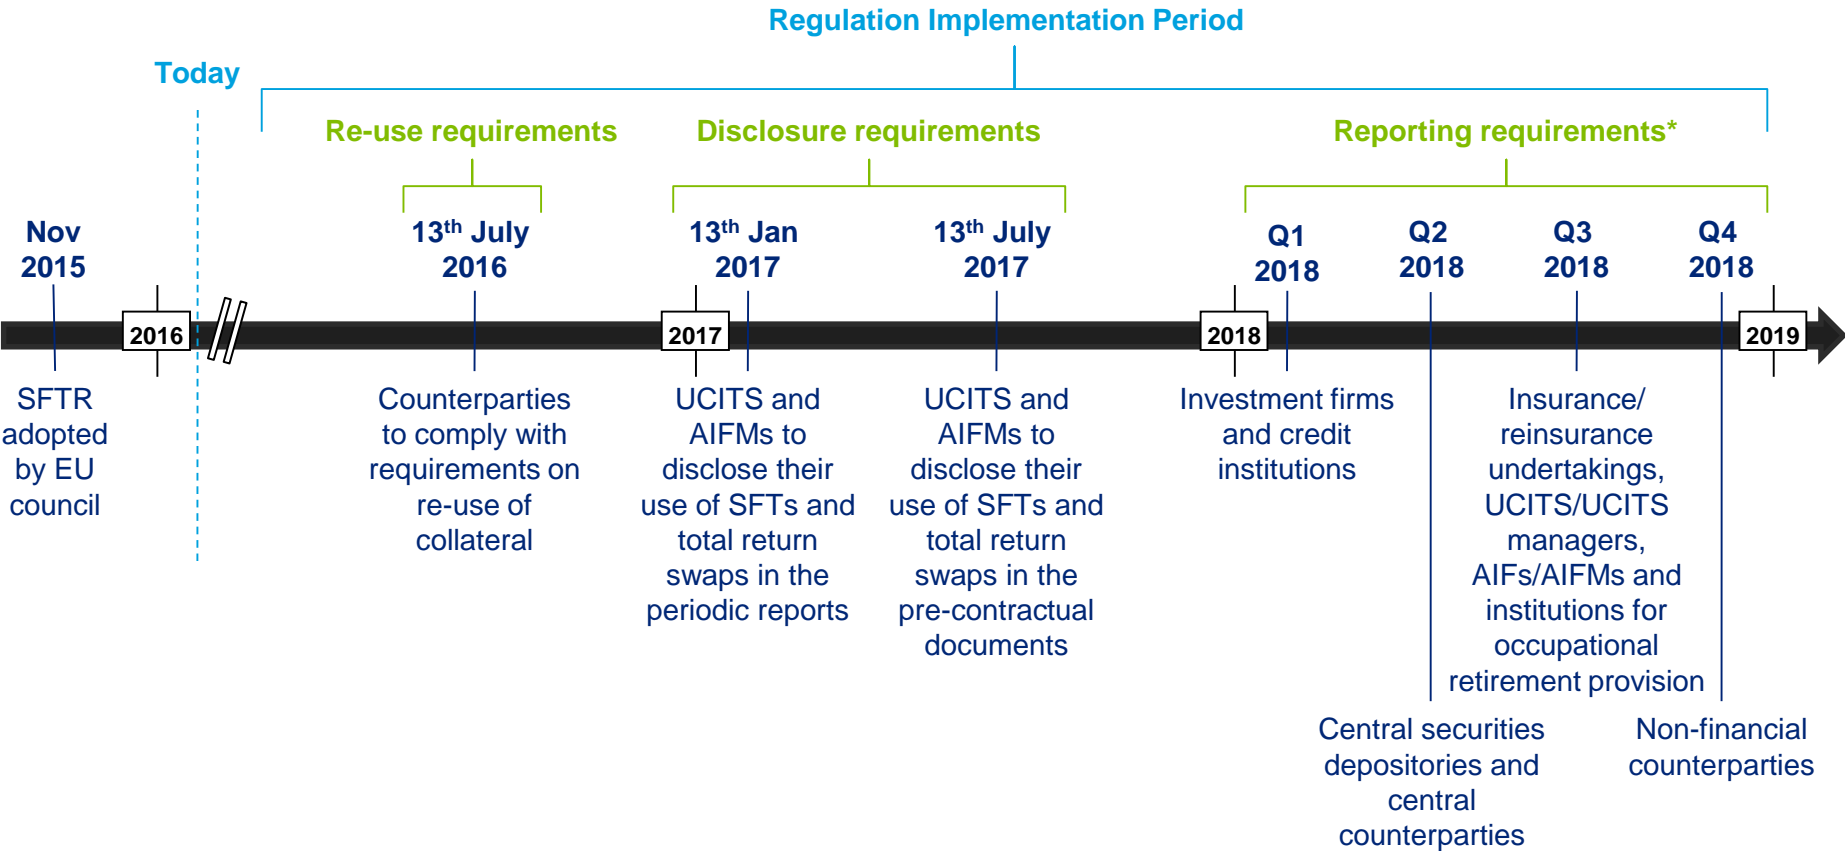 Regulation Implementation Period
Today
Re-use requirements
Disclosure requirements
Reporting requirements*
Nov
2015
13th July
2016
13th Jan
2017
13th July
2017
Q1
2018
Q2
2018
Q3
2018
Q4
2018
2016
2017
2018
2019
SFTR
adopted
by EU
council
Counterparties
to comply with
requirements on
re-use of
collateral
UCITS and
AIFMs to
disclose their
use of SFTs and
total return
swaps in the
periodic reports
UCITS and
AIFMs to
disclose their
use of SFTs and
total return
swaps in the
pre-contractual
documents
Investment firms
and credit
institutions
Central securities
depositories and
central
counterparties
Insurance/
reinsurance
undertakings,
UCITS/UCITS
managers,
AIFs/AIFMs and
institutions for
occupational
retirement provision
Non-financial
counterparties